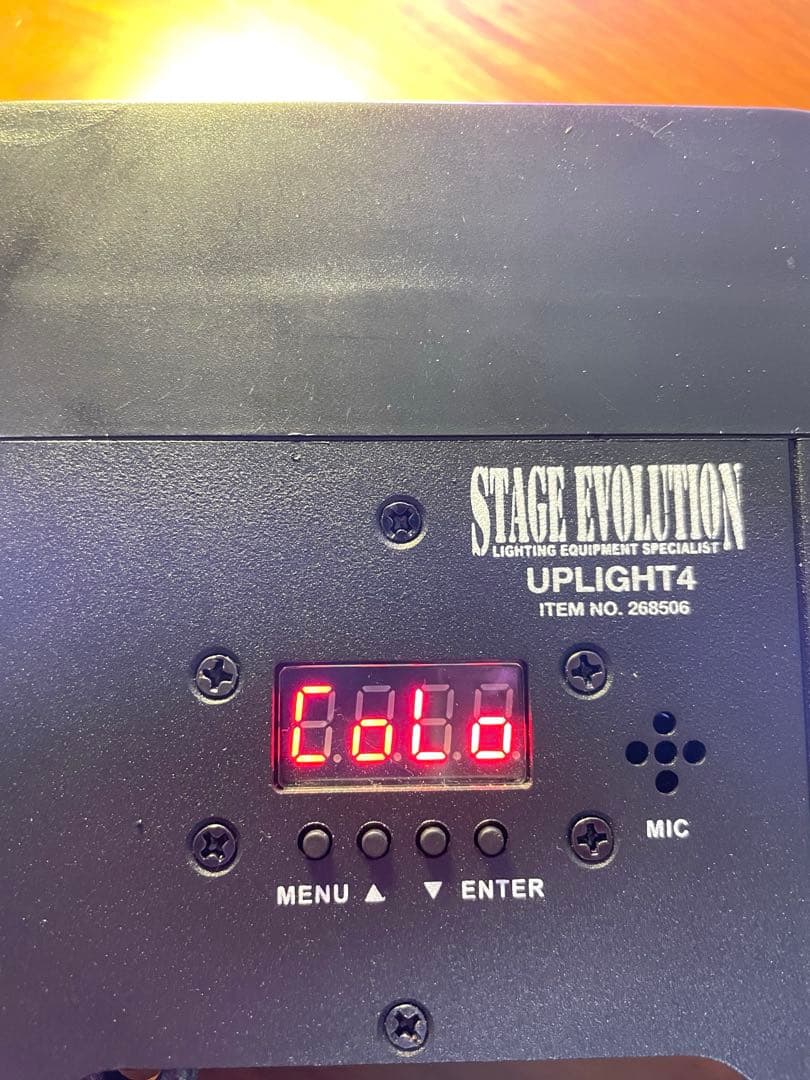 STAGE EVOLUTION
LIGHTING EQUIPMENT SPECIALIST
UPLIGHT4
ITEM NO. 268506
CoLo
MIC
MENU ▲ ▼ ENTER